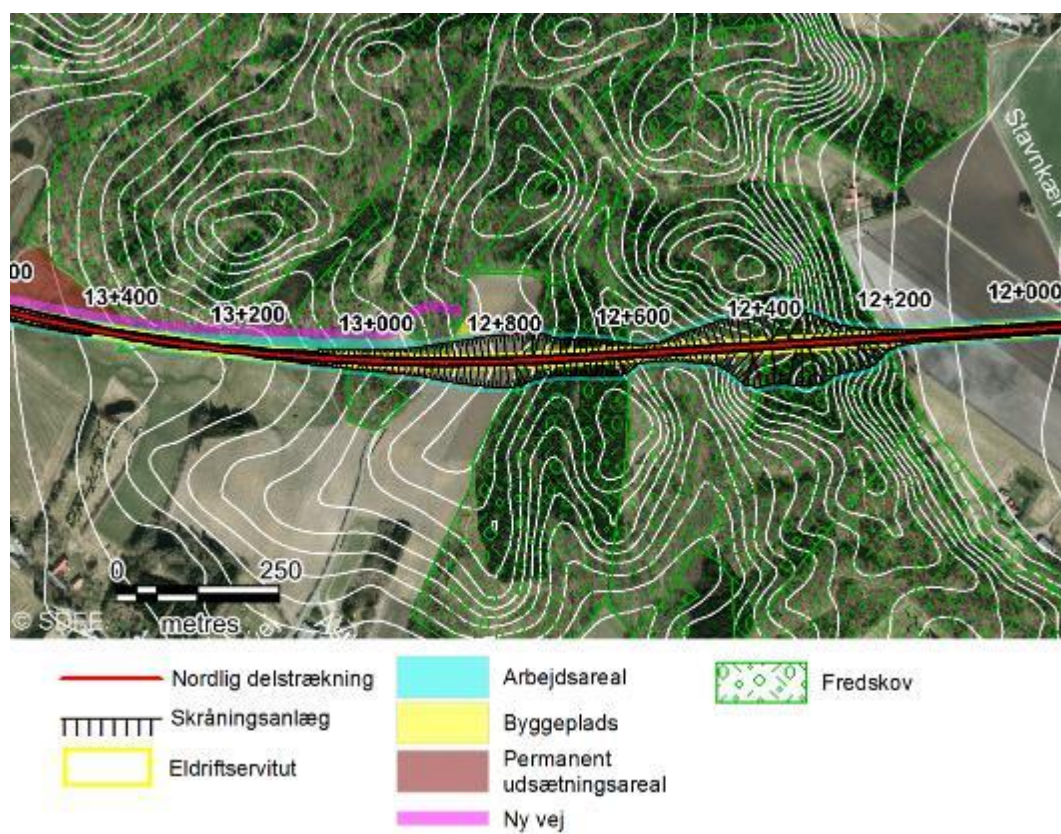 Stavnkær
00
13+400
13+200
13+000
12+800
12+600
12+400
12+200
12+000
0 250
metres
© SDFE
Nordlig delstrækning
Skråningsanlæg
Eldriftservitut
Arbejdsareal
Byggeplads
Permanent
udsætningsareal
Ny vej
Fredskov